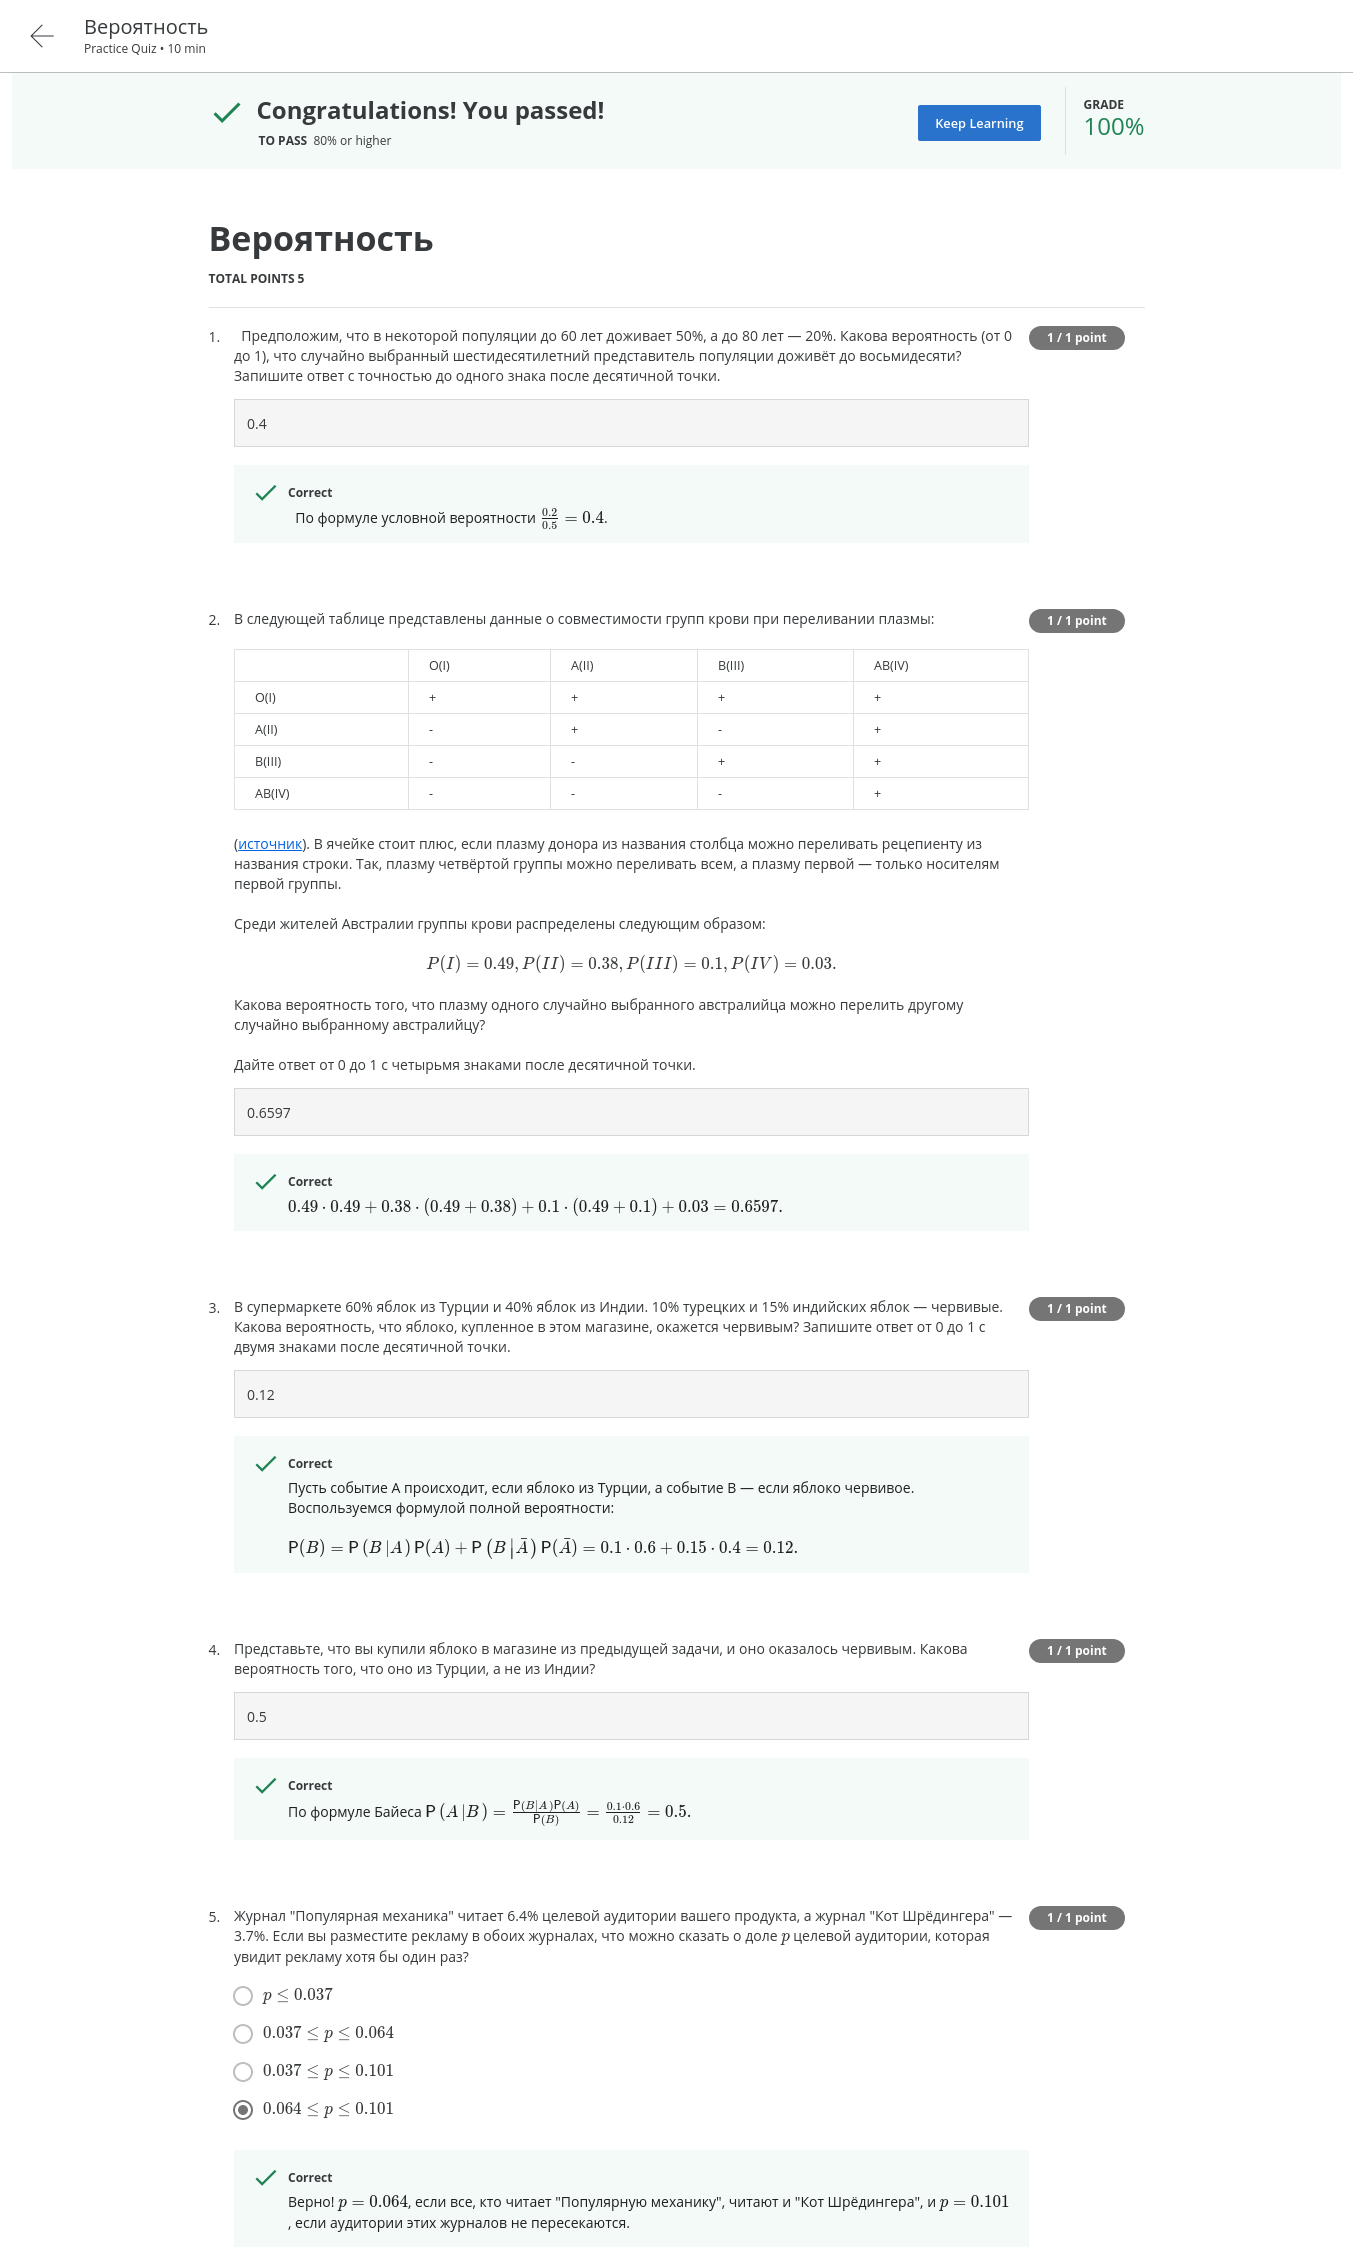 Вероятность
Practice Quiz • 10 min
Congratulations! You passed!
TO PASS 80% or higher
Keep Learning
GRADE
100%
Вероятность
TOTAL POINTS 5
1. Предположим, что в некоторой популяции до 60 лет доживает 50%, а до 80 лет — 20%. Какова вероятность (от 0
до 1), что случайно выбранный шестидесятилетний представитель популяции доживёт до восьмидесяти?
Запишите ответ с точностью до одного знака после десятичной точки.
1 / 1 point
0.4
Correct
По формуле условной вероятности 0.2/0.5 = 0.4.
2. В следующей таблице представлены данные о совместимости групп крови при переливании плазмы:
1 / 1 point
O(I) A(II) B(III) AB(IV)
O(I) + + + +
A(II) - + - +
B(III) - - + +
AB(IV) - - - +
(источник). В ячейке стоит плюс, если плазму донора из названия столбца можно переливать рецепиенту из
названия строки. Так, плазму четвёртой группы можно переливать всем, а плазму первой — только носителям
первой группы.
Среди жителей Австралии группы крови распределены следующим образом:
P(I) = 0.49, P(II) = 0.38, P(III) = 0.1, P(IV) = 0.03.
Какова вероятность того, что плазму одного случайно выбранного австралийца можно перелить другому
случайно выбранному австралийцу?
Дайте ответ от 0 до 1 с четырьмя знаками после десятичной точки.
0.6597
Correct
0.49 · 0.49 + 0.38 · (0.49 + 0.38) + 0.1 · (0.49 + 0.1) + 0.03 = 0.6597.
3. В супермаркете 60% яблок из Турции и 40% яблок из Индии. 10% турецких и 15% индийских яблок — червивые.
Какова вероятность, что яблоко, купленное в этом магазине, окажется червивым? Запишите ответ от 0 до 1 с
двумя знаками после десятичной точки.
1 / 1 point
0.12
Correct
Пусть событие A происходит, если яблоко из Турции, а событие B — если яблоко червивое.
Воспользуемся формулой полной вероятности:
P(B) = P(B|A) P(A) + P(B|Ā) P(Ā) = 0.1 · 0.6 + 0.15 · 0.4 = 0.12.
4. Представьте, что вы купили яблоко в магазине из предыдущей задачи, и оно оказалось червивым. Какова
вероятность того, что оно из Турции, а не из Индии?
1 / 1 point
0.5
Correct
По формуле Байеса P(A|B) = P(B|A)P(A)/P(B) = 0.1·0.6/0.12 = 0.5.
5. Журнал "Популярная механика" читает 6.4% целевой аудитории вашего продукта, а журнал "Кот Шрёдингера" —
3.7%. Если вы разместите рекламу в обоих журналах, что можно сказать о доле p целевой аудитории, которая
увидит рекламу хотя бы один раз?
1 / 1 point
p ≤ 0.037
0.037 ≤ p ≤ 0.064
0.037 ≤ p ≤ 0.101
0.064 ≤ p ≤ 0.101
Correct
Верно! p = 0.064, если все, кто читает "Популярную механику", читают и "Кот Шрёдингера", и p = 0.101
, если аудитории этих журналов не пересекаются.